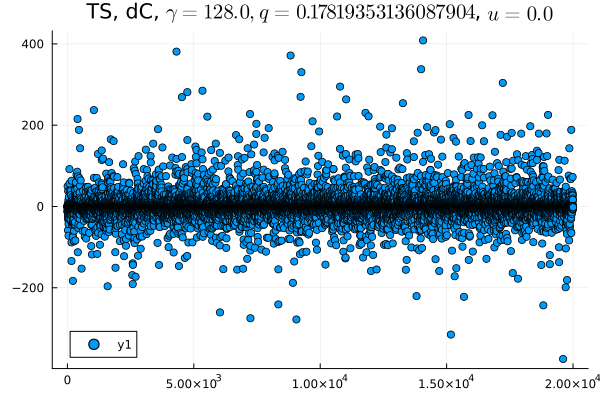 TS, dC, γ = 128.0, q = 0.17819353136087904, u = 0.0
400
200
0
−200
y1
0 5.00×10³ 1.00×10⁴ 1.50×10⁴ 2.00×10⁴